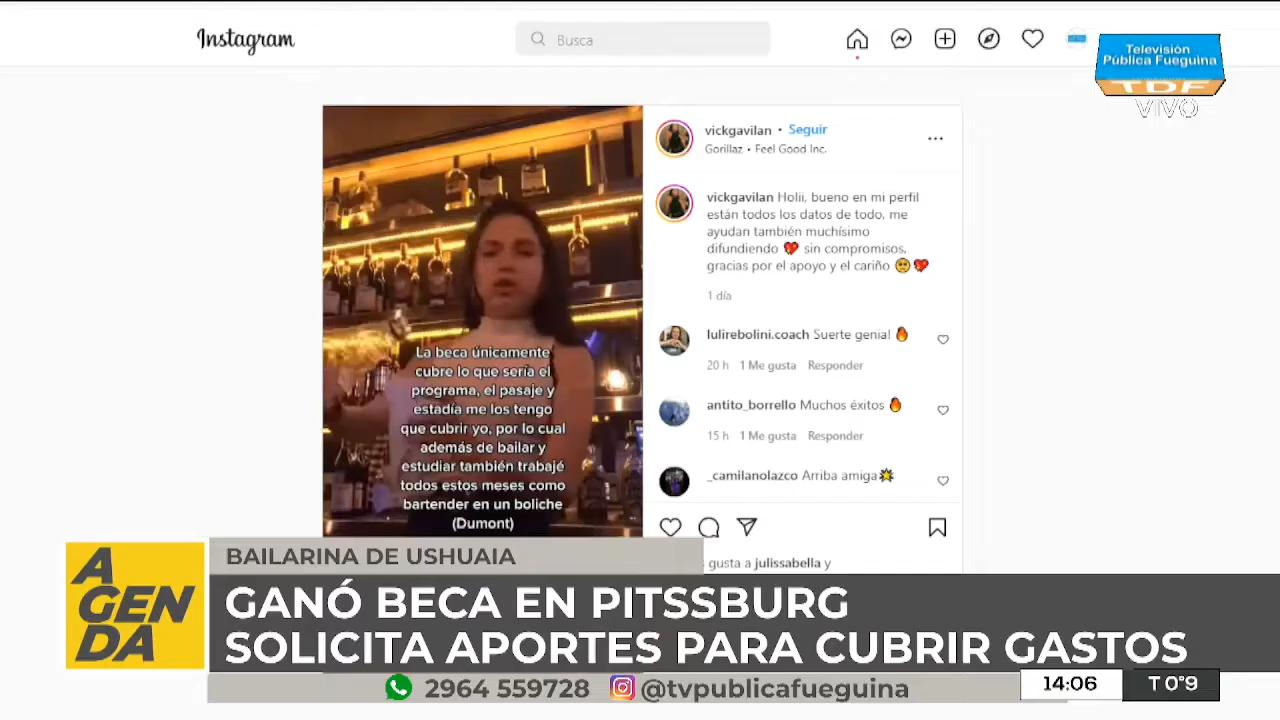 Instagram
Busca
Televisión
Pública Fueguina
TDF
VIVO
vickgavilan • Seguir
Gorillaz • Feel Good Inc.
vickgavilan Holii, bueno en mi perfil
están todos los datos de todo, me
ayudan también muchísimo
difundiendo 💖 sin compromisos,
gracias por el apoyo y el cariño 🥺💖
1 día
lulirebolini.coach Suerte genia! 🔥
20 h 1 Me gusta Responder
antito_borrello Muchos éxitos 🔥
15 h 1 Me gusta Responder
_camilanolazco Arriba amiga🌟
gusta a julissabella y
La beca únicamente
cubre lo que sería el
programa, el pasaje y
estadía me los tengo
que cubrir yo, por lo cual
además de bailar y
estudiar también trabajé
todos estos meses como
bartender en un boliche
(Dumont)
AGENDA
BAILARINA DE USHUAIA
GANÓ BECA EN PITSSBURG
SOLICITA APORTES PARA CUBRIR GASTOS
2964 559728 @tvpublicafueguina
14:06 T 0°9